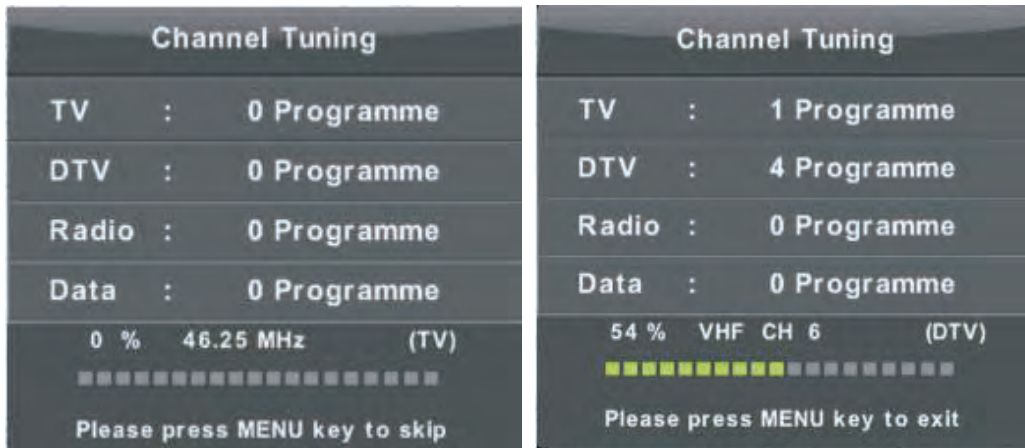 Channel Tuning
TV : 0 Programme
DTV : 0 Programme
Radio : 0 Programme
Data : 0 Programme
0 % 46.25 MHz (TV)
Please press MENU key to skip
Channel Tuning
TV : 1 Programme
DTV : 4 Programme
Radio : 0 Programme
Data : 0 Programme
54 % VHF CH 6 (DTV)
Please press MENU key to exit